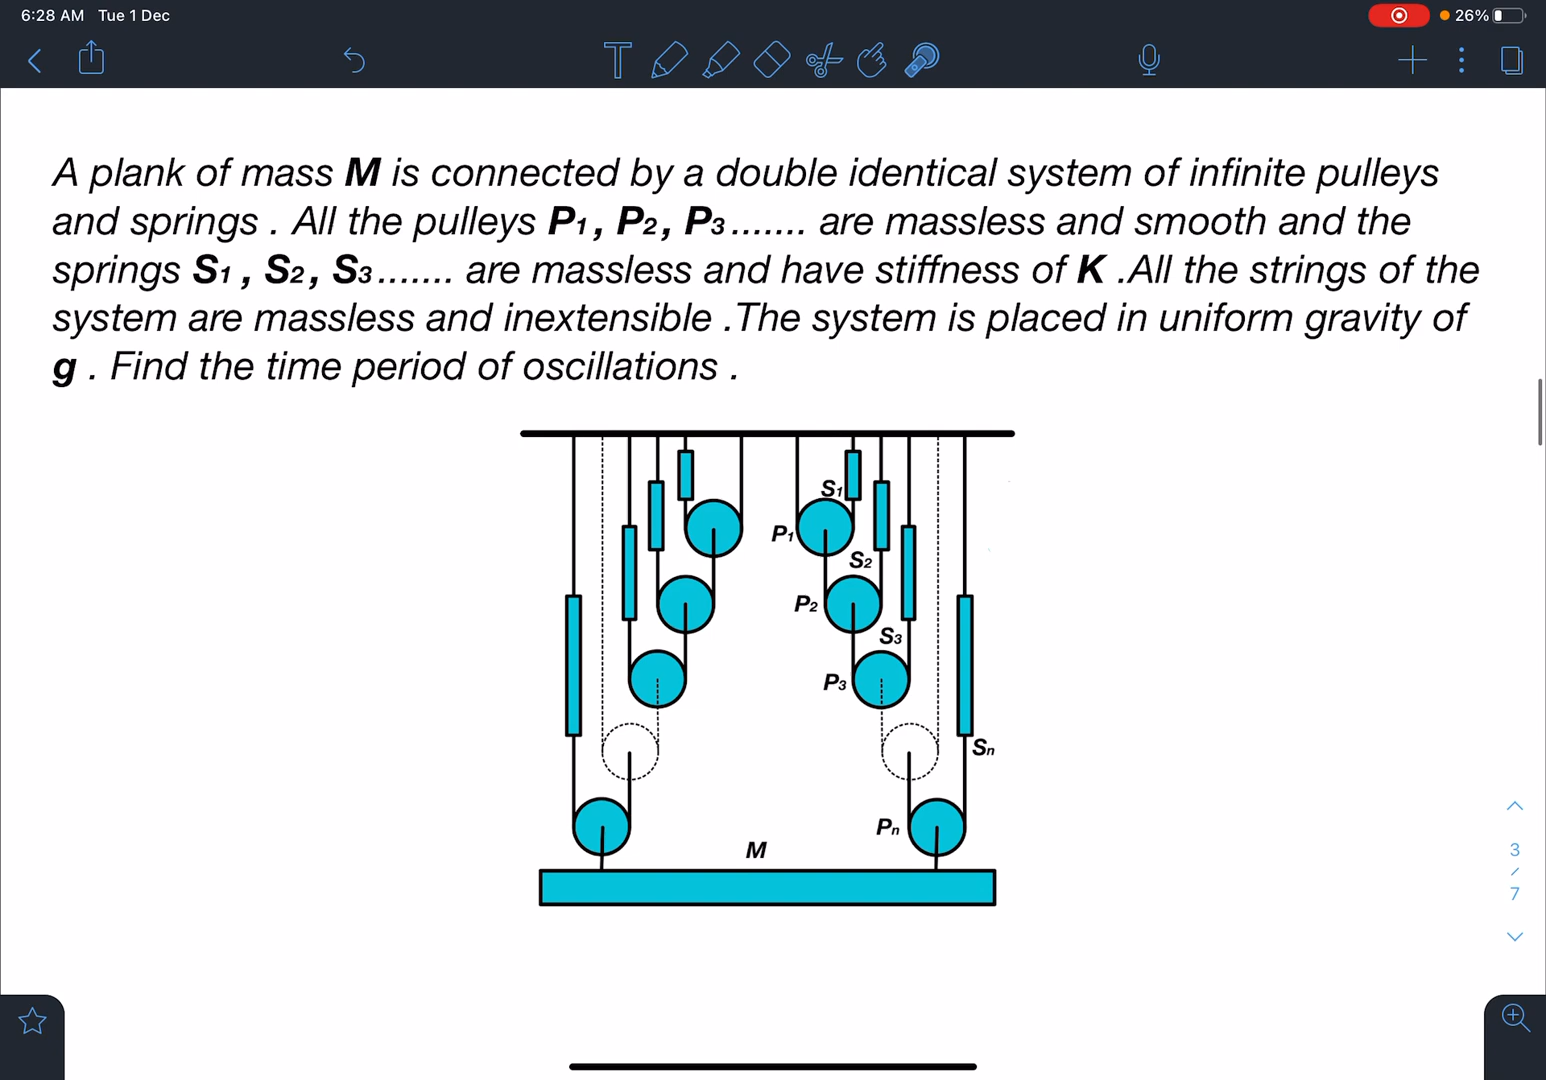 6:28 AM Tue 1 Dec
26%
A plank of mass M is connected by a double identical system of infinite pulleys
and springs . All the pulleys P1 , P2, P3....... are massless and smooth and the
springs S1 , S2, S3....... are massless and have stiffness of K .All the strings of the
system are massless and inextensible .The system is placed in uniform gravity of
g . Find the time period of oscillations .
S1
P1
S2
P2
S3
P3
Sn
Pn
M
3
/
7